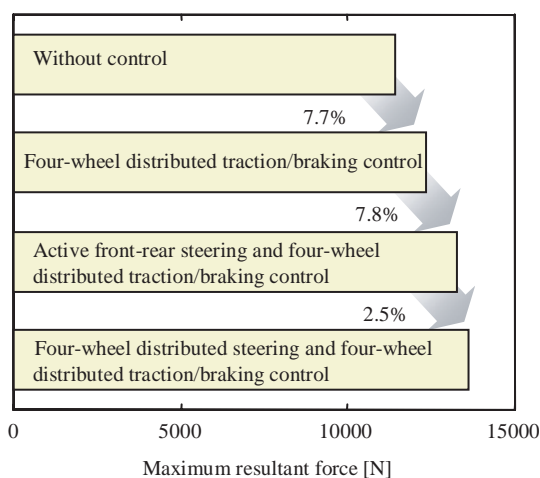 Without control
7.7%
Four-wheel distributed traction/braking control
7.8%
Active front-rear steering and four-wheel
distributed traction/braking control
2.5%
Four-wheel distributed steering and four-wheel
distributed traction/braking control
0 5000 10000 15000
Maximum resultant force [N]